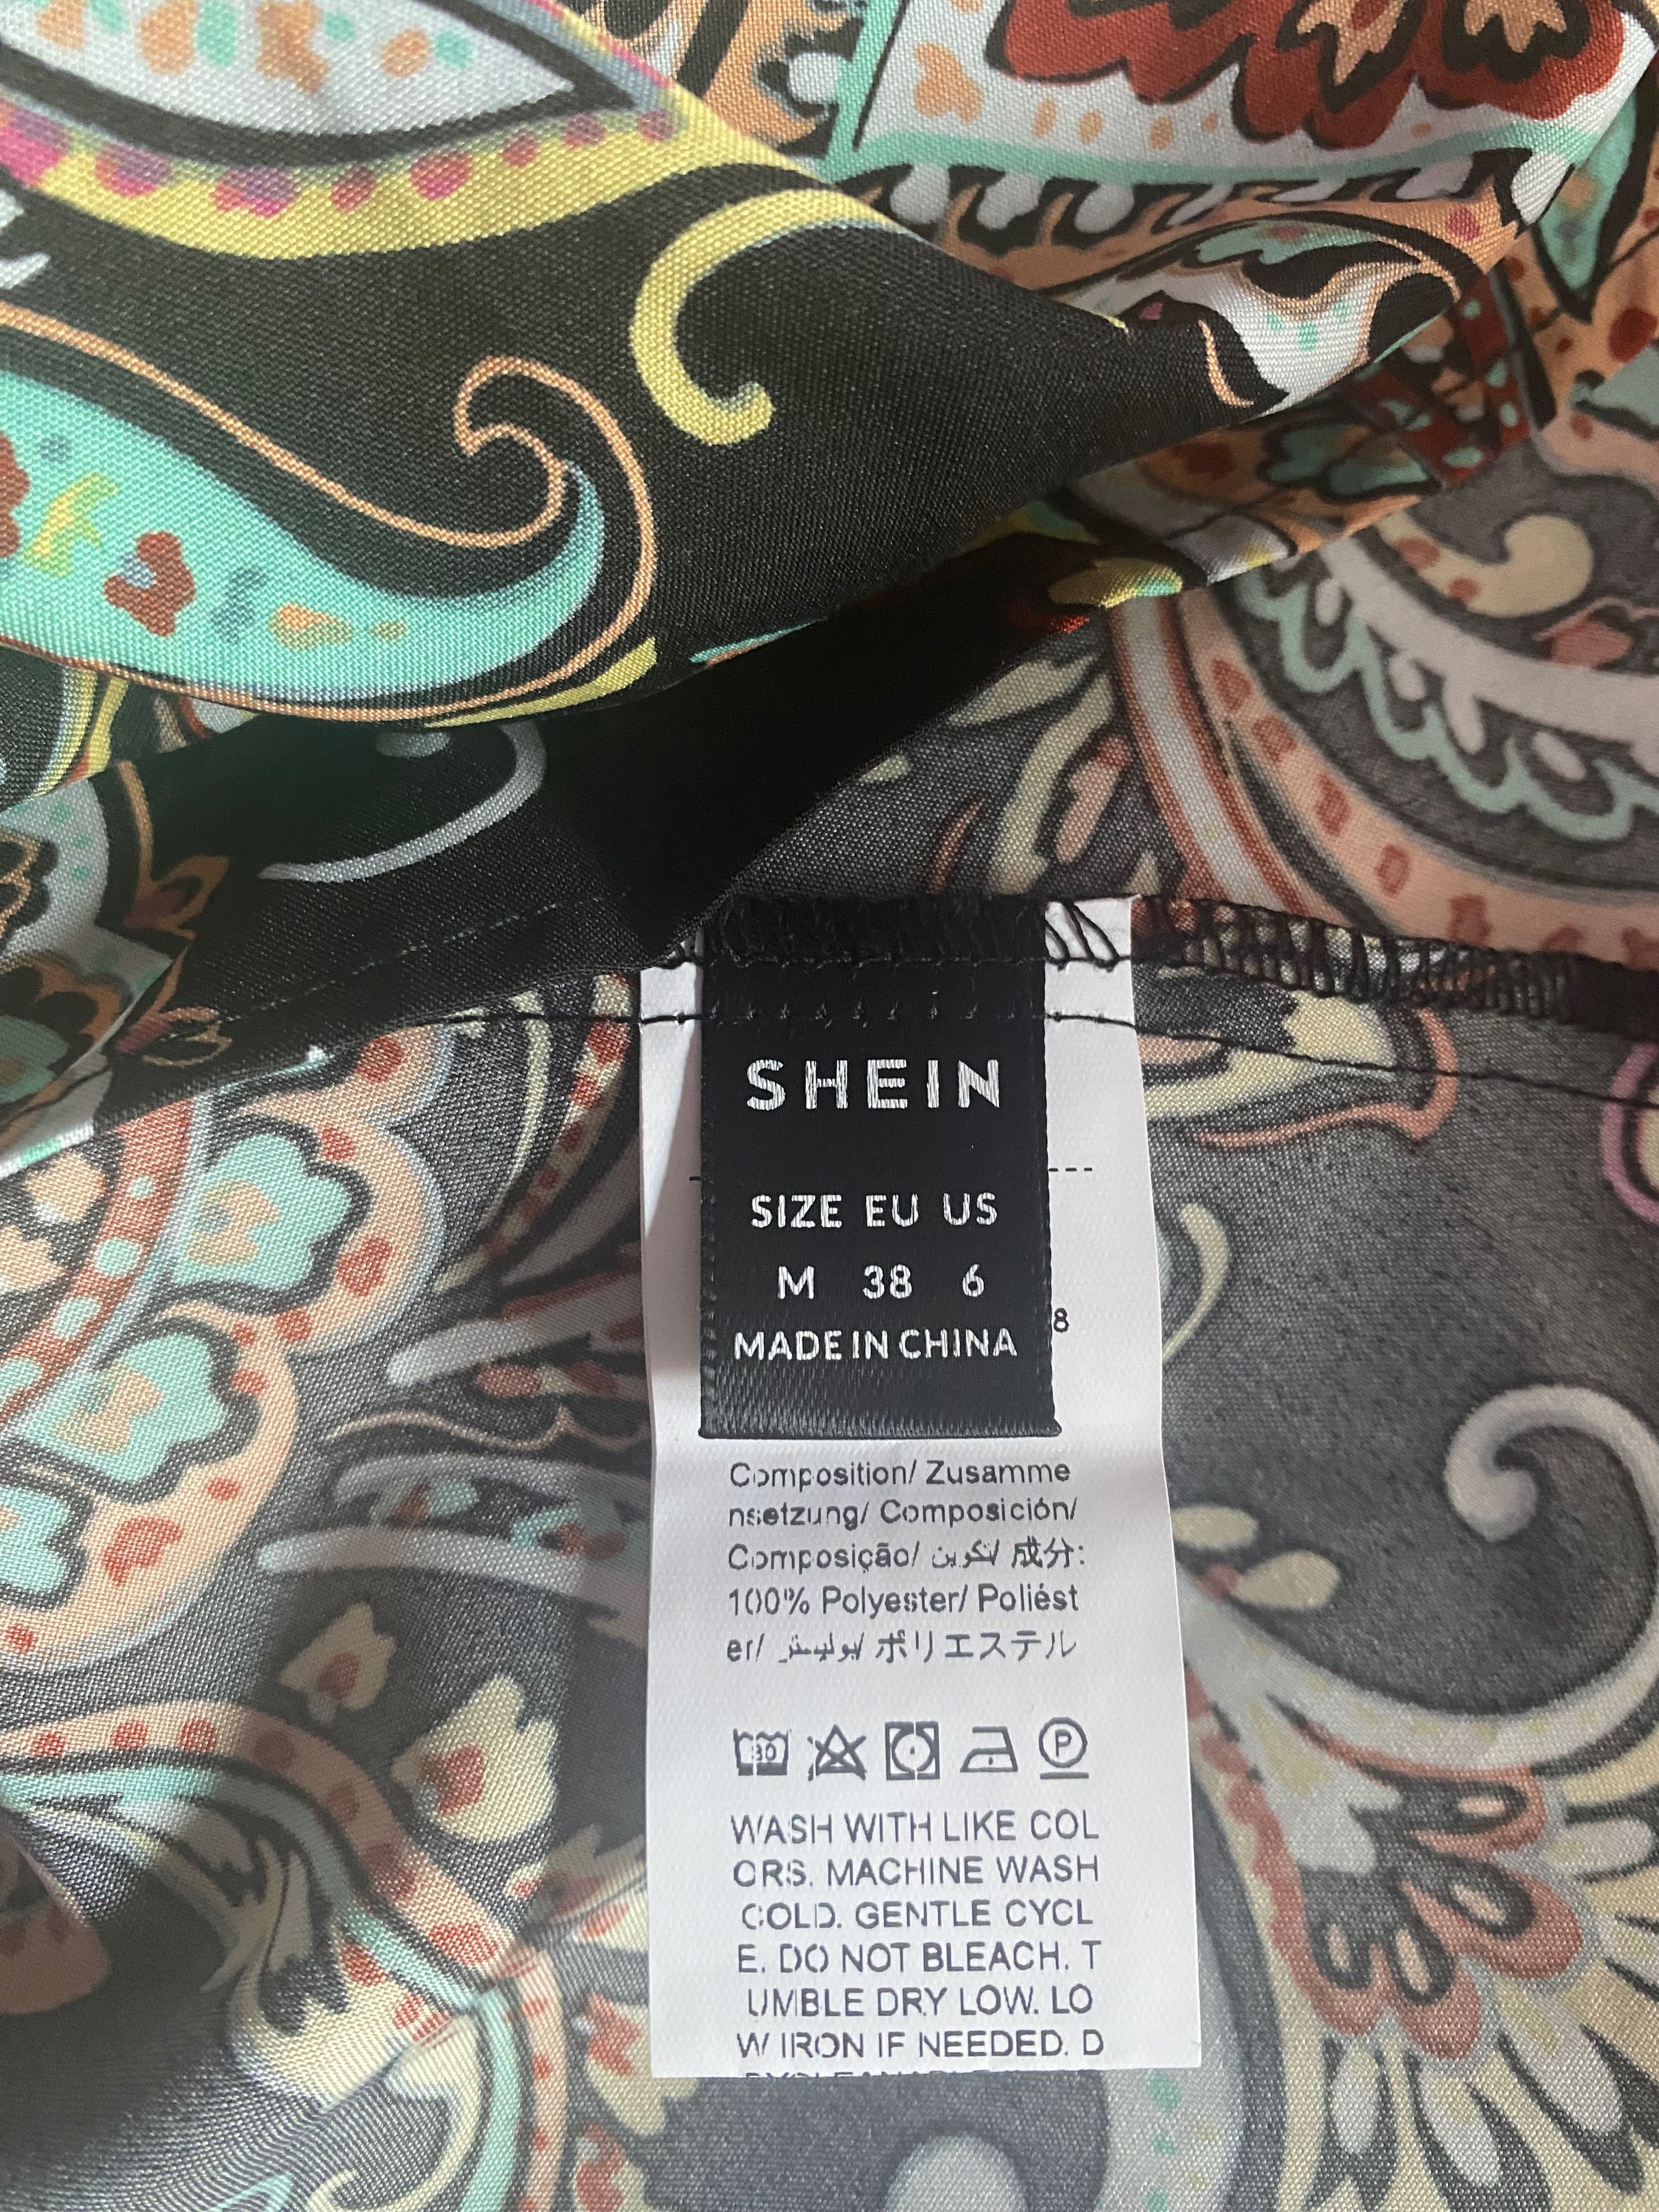 SHEIN
SIZE EU US
M 38 6
MADE IN CHINA
8
Composition/ Zusamme
nsetzung/ Composición/
Composição/ تكوين/ 成分:
100% Polyester/ Poliést
er/ بوليستر/ ポリエステル
30
P
WASH WITH LIKE COL
ORS. MACHINE WASH
COLD. GENTLE CYCL
E. DO NOT BLEACH. T
UMBLE DRY LOW. LO
W IRON IF NEEDED. D